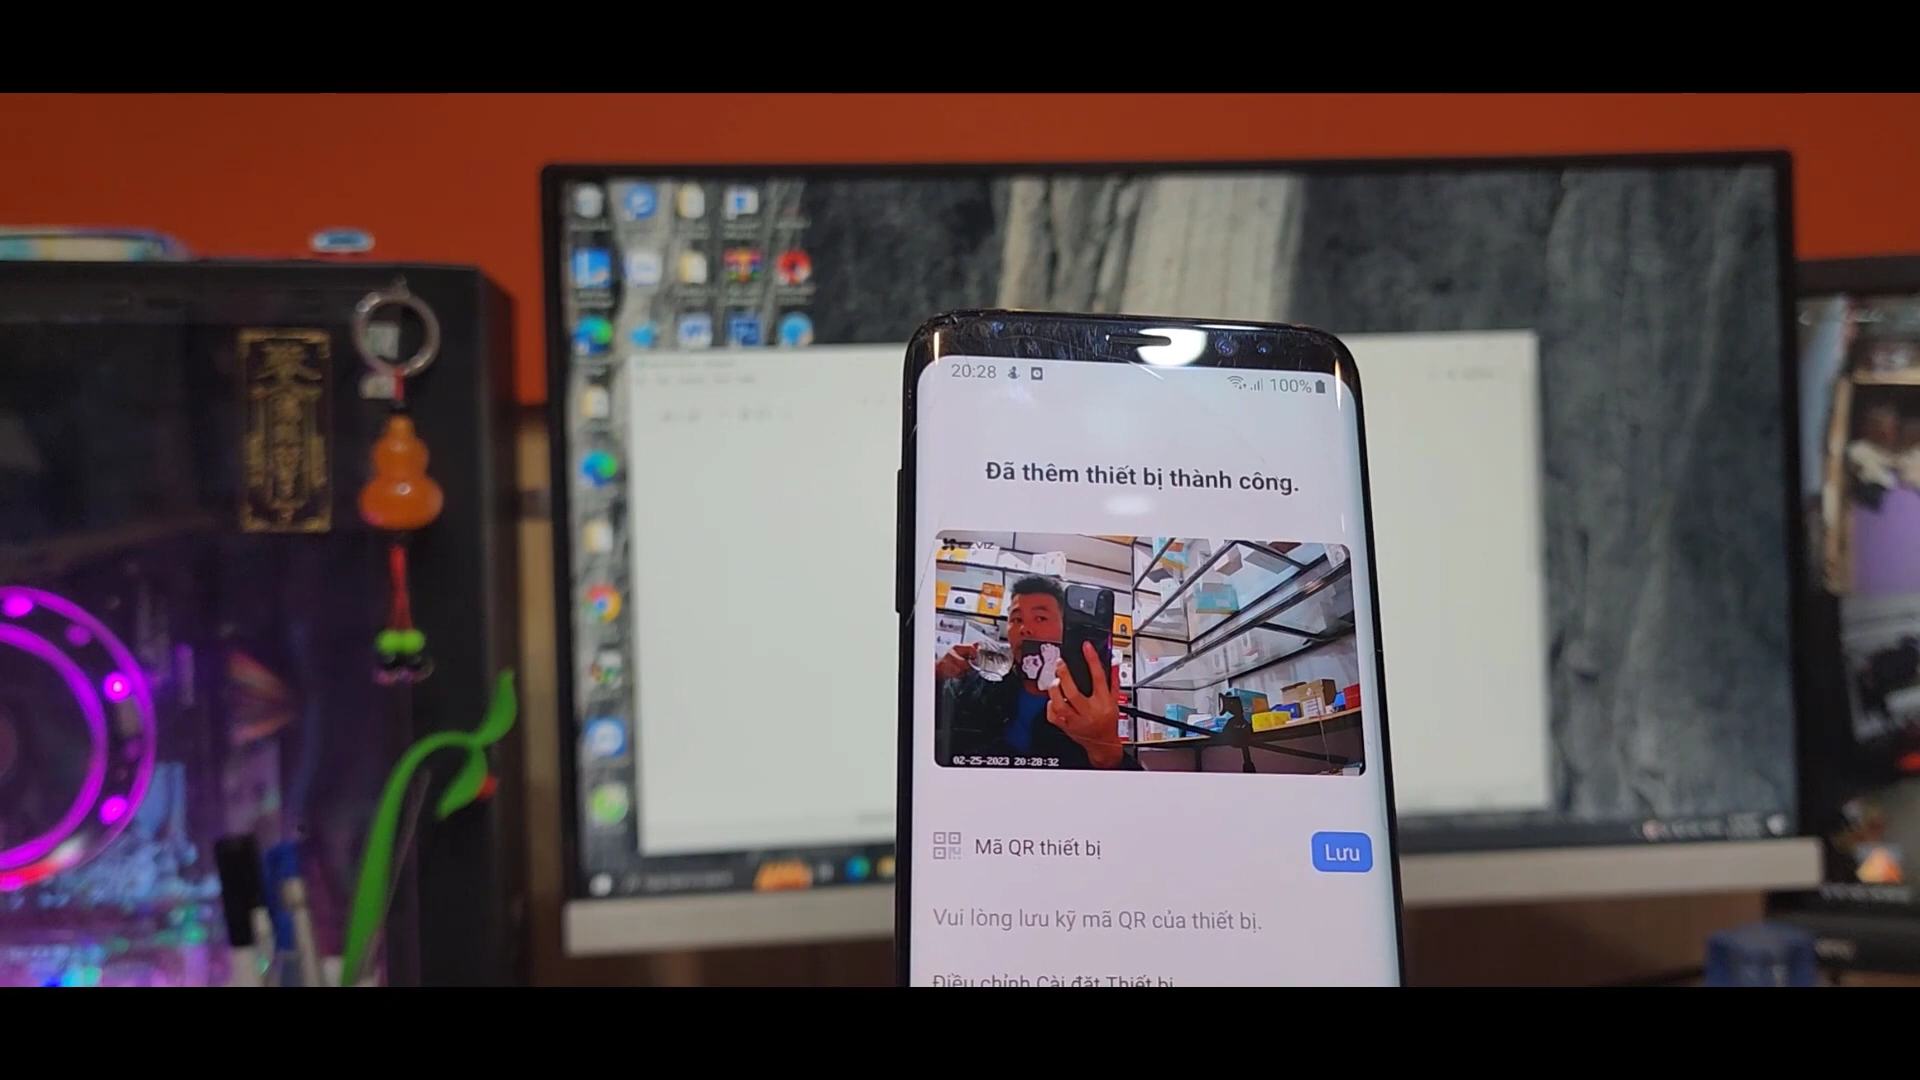 20:28
100%
Đã thêm thiết bị thành công.
02-25-2023 20:28:32
Mã QR thiết bị
Lưu
Vui lòng lưu kỹ mã QR của thiết bị.
Điều chỉnh Cài đặt Thiết bị